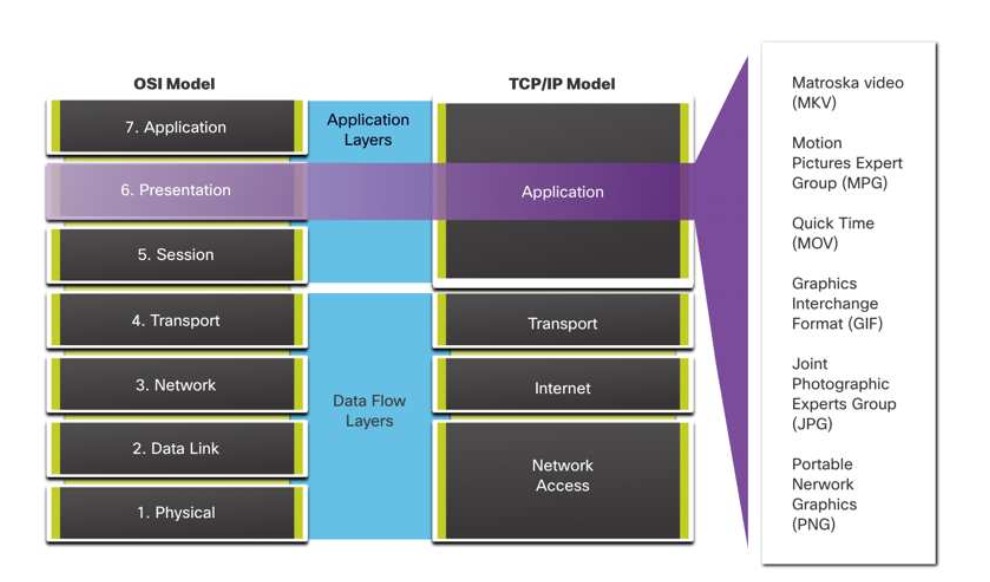 OSI Model
7. Application
6. Presentation
5. Session
4. Transport
3. Network
2. Data Link
1. Physical
Application
Layers
Data Flow
Layers
TCP/IP Model
Application
Transport
Internet
Network
Access
Matroska video
(MKV)
Motion
Pictures Expert
Group (MPG)
Quick Time
(MOV)
Graphics
Interchange
Format (GIF)
Joint
Photographic
Experts Group
(JPG)
Portable
Nerwork
Graphics
(PNG)